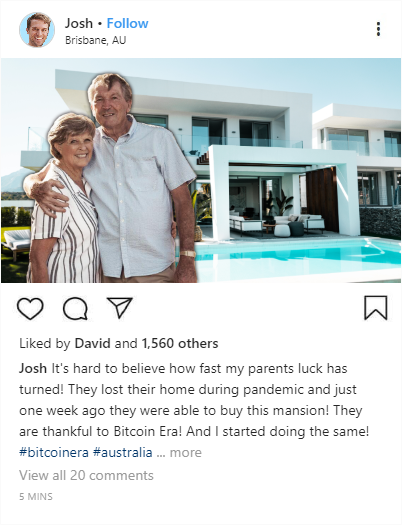 Josh • Follow
Brisbane, AU
Liked by David and 1,560 others
Josh It's hard to believe how fast my parents luck has
turned! They lost their home during pandemic and just
one week ago they were able to buy this mansion! They
are thankful to Bitcoin Era! And I started doing the same!
#bitcoinera #australia ... more
View all 20 comments
5 MINS